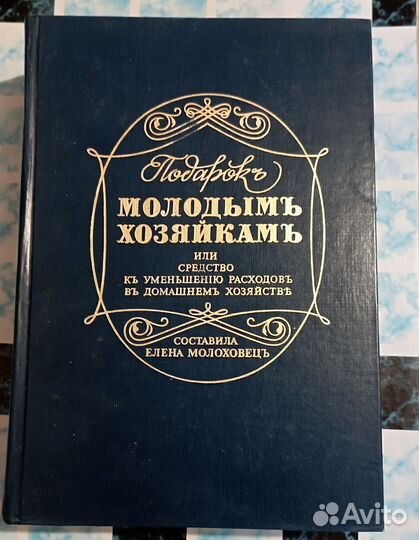 Подарокъ
МОЛОДЫМЪ
ХОЗЯЙКАМЪ
ИЛИ
СРЕДСТВО
КЪ УМЕНЬШЕНІЮ РАСХОДОВЪ
ВЪ ДОМАШНЕМЪ ХОЗЯЙСТВѢ
СОСТАВИЛА
ЕЛЕНА МОЛОХОВЕЦЪ
Avito